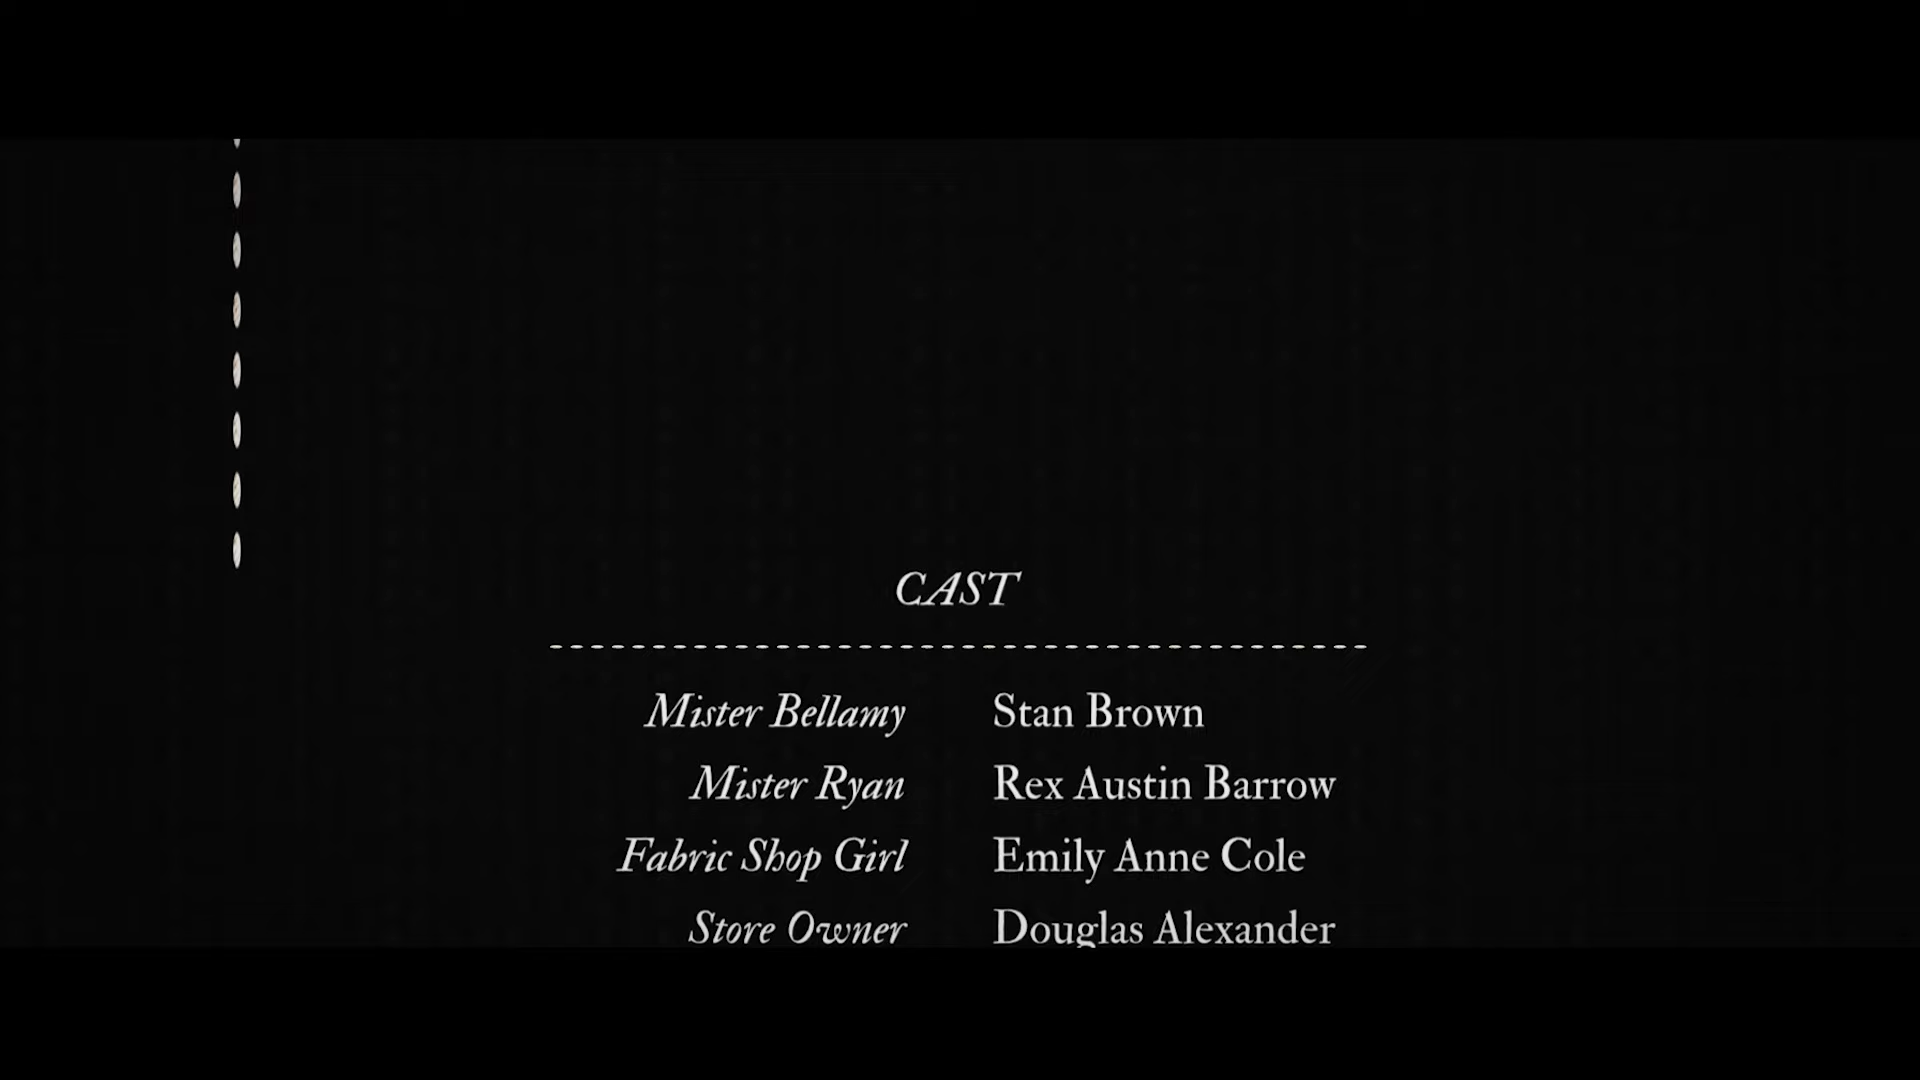 CAST
Mister Bellamy Stan Brown
Mister Ryan Rex Austin Barrow
Fabric Shop Girl Emily Anne Cole
Store Owner Douglas Alexander